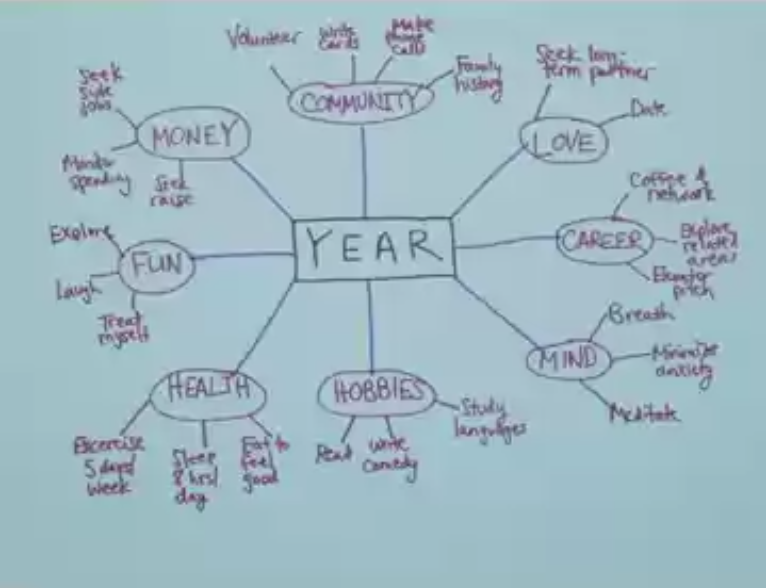 Volunteer
Write
cards
Make
phone
calls
Family
history
COMMUNITY
Seek long-
term partner
Date
LOVE
Seek
side
jobs
MONEY
Monitor
spending
Seek
raise
Coffee &
network
CAREER
Explore
related
areas
Elevator
pitch
YEAR
Explore
FUN
Laugh
Treat
myself
Breath
MIND
Minimize
anxiety
Meditate
HEALTH
Excercise
5 days/
week
Sleep
8 hrs/
day
Eat to
feel
good
HOBBIES
Read
Write
Comedy
Study
languages